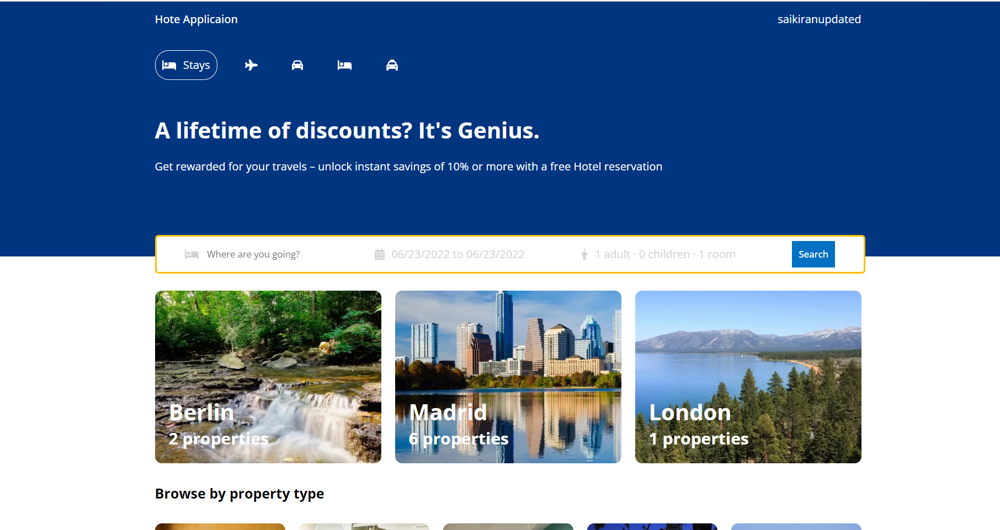 Hote Applicaion
saikiranupdated
Stays
A lifetime of discounts? It's Genius.
Get rewarded for your travels – unlock instant savings of 10% or more with a free Hotel reservation
Where are you going?
06/23/2022 to 06/23/2022
1 adult · 0 children · 1 room
Search
Berlin
2 properties
Madrid
6 properties
London
1 properties
Browse by property type